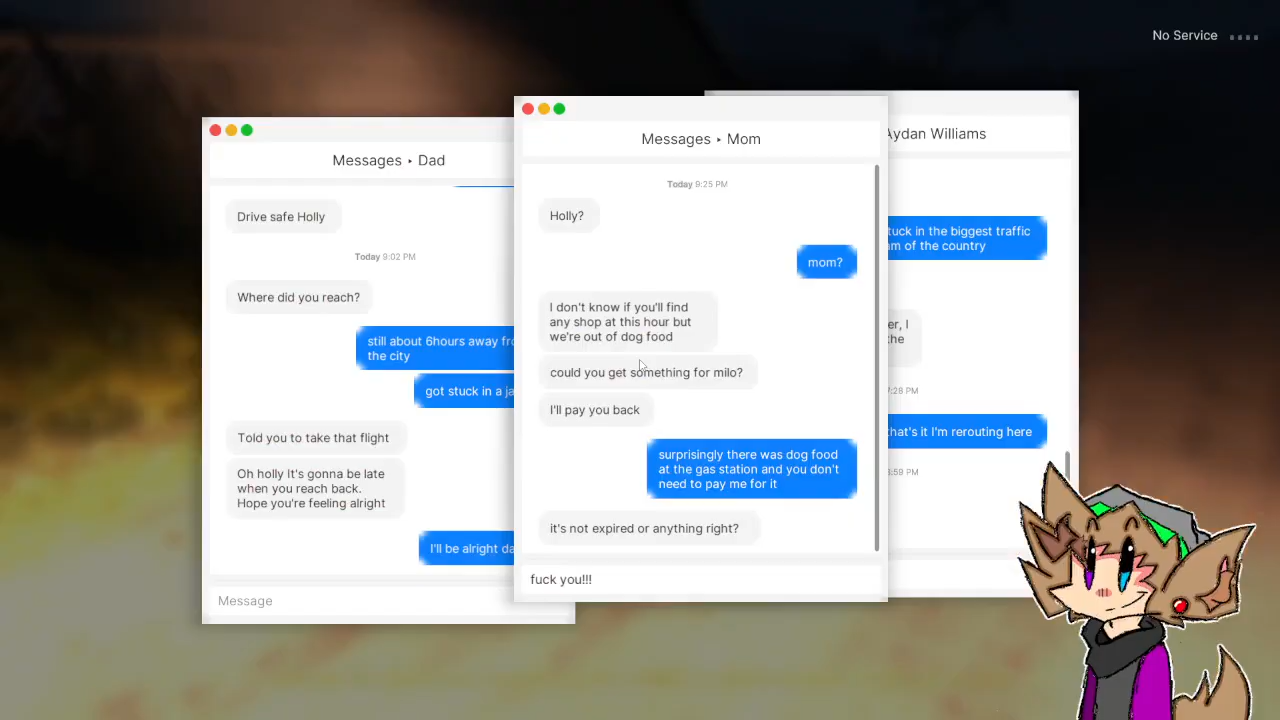 No Service
Messages ‣ Dad
Drive safe Holly
Today 9:02 PM
Where did you reach?
still about 6hours away
the city
got stuck in a
Told you to take that flight
Oh holly It's gonna be late
when you reach back.
Hope you're feeling alright
I'll be alright
Message
Messages ‣ Mom
Today 9:25 PM
Holly?
mom?
I don't know if you'll find
any shop at this hour but
we're out of dog food
could you get something for milo?
I'll pay you back
surprisingly there was dog food
at the gas station and you don't
need to pay me for it
it's not expired or anything right?
fuck you!!!
Aydan Williams
in the biggest traffic
of the country
I
the
7:28 PM
that's it I'm rerouting here
:59 PM